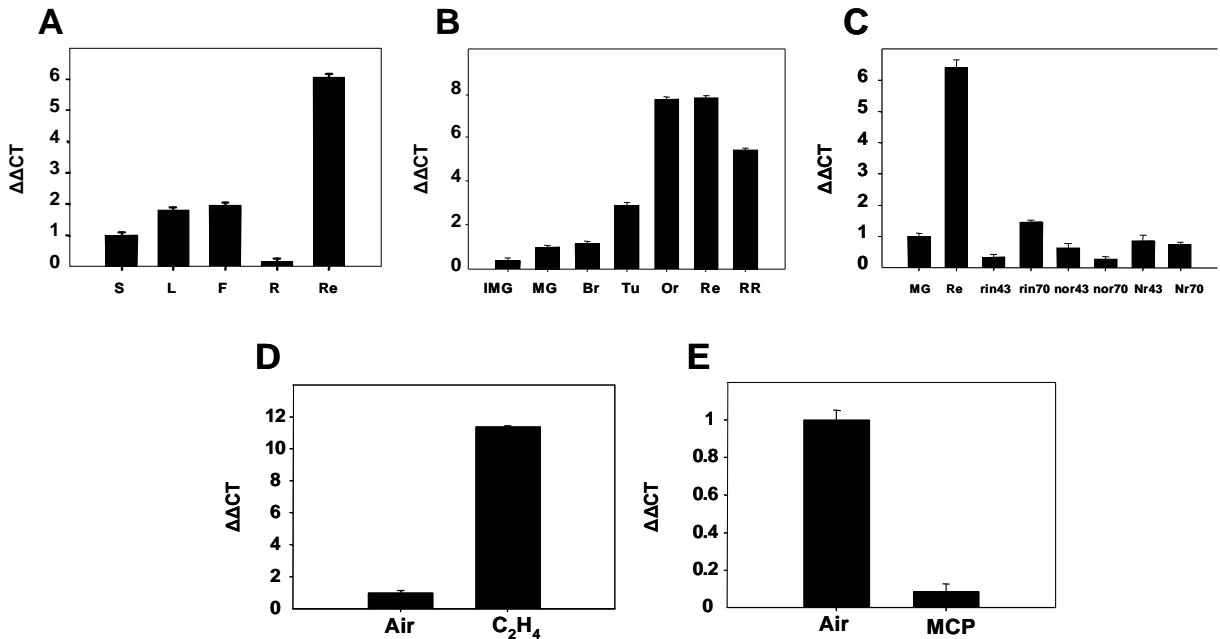 A
ΔΔCT
6
5
4
3
2
1
0
S L F R Re
B
ΔΔCT
8
6
4
2
0
IMG MG Br Tu Or Re RR
C
ΔΔCT
6
5
4
3
2
1
0
MG Re rin43 rin70 nor43 nor70 Nr43 Nr70
D
ΔΔCT
12
10
8
6
4
2
0
Air C₂H₄
E
ΔΔCT
1
0.8
0.6
0.4
0.2
0
Air MCP